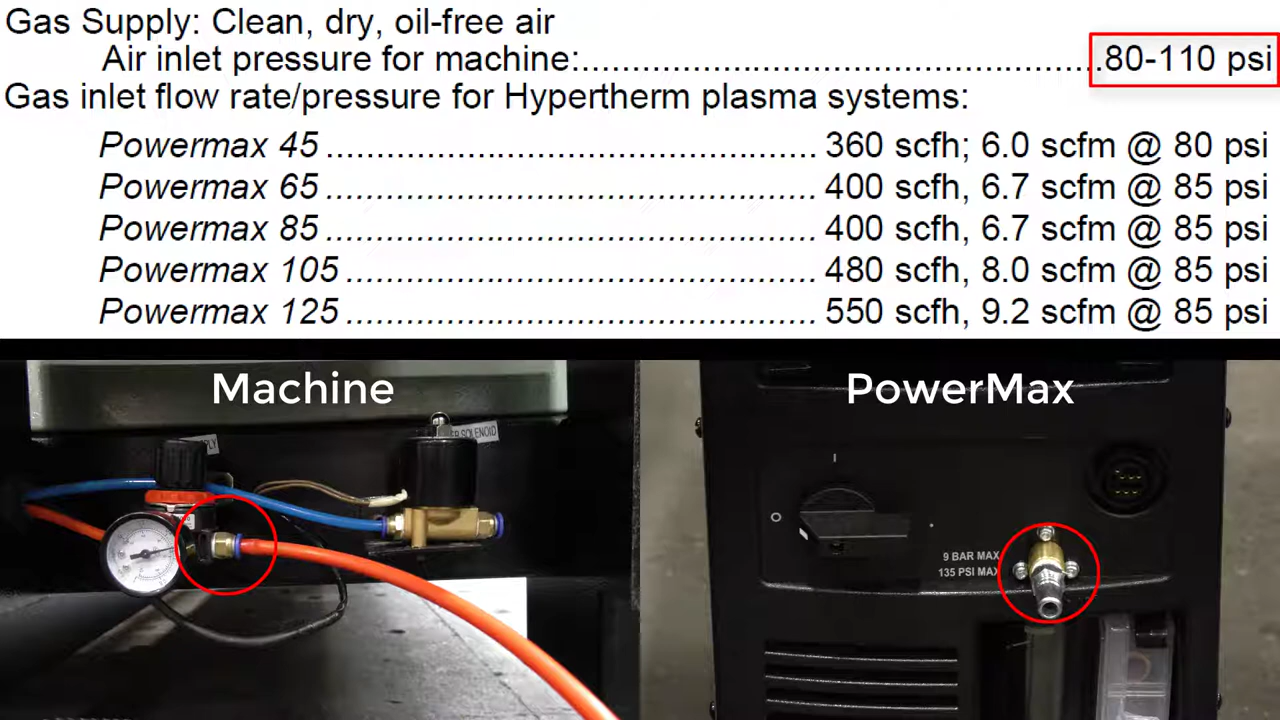 Gas Supply: Clean, dry, oil-free air
Air inlet pressure for machine:..................................................80-110 psi
Gas inlet flow rate/pressure for Hypertherm plasma systems:
Powermax 45 ................................................ 360 scfh; 6.0 scfm @ 80 psi
Powermax 65 ................................................ 400 scfh, 6.7 scfm @ 85 psi
Powermax 85 ................................................ 400 scfh, 6.7 scfm @ 85 psi
Powermax 105 .............................................. 480 scfh, 8.0 scfm @ 85 psi
Powermax 125 .............................................. 550 scfh, 9.2 scfm @ 85 psi
Machine
PowerMax
SOLENOID
I
O
9 BAR MAX
135 PSI MAX